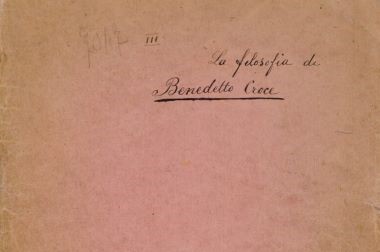 III
La filosofia di
Benedetto Croce